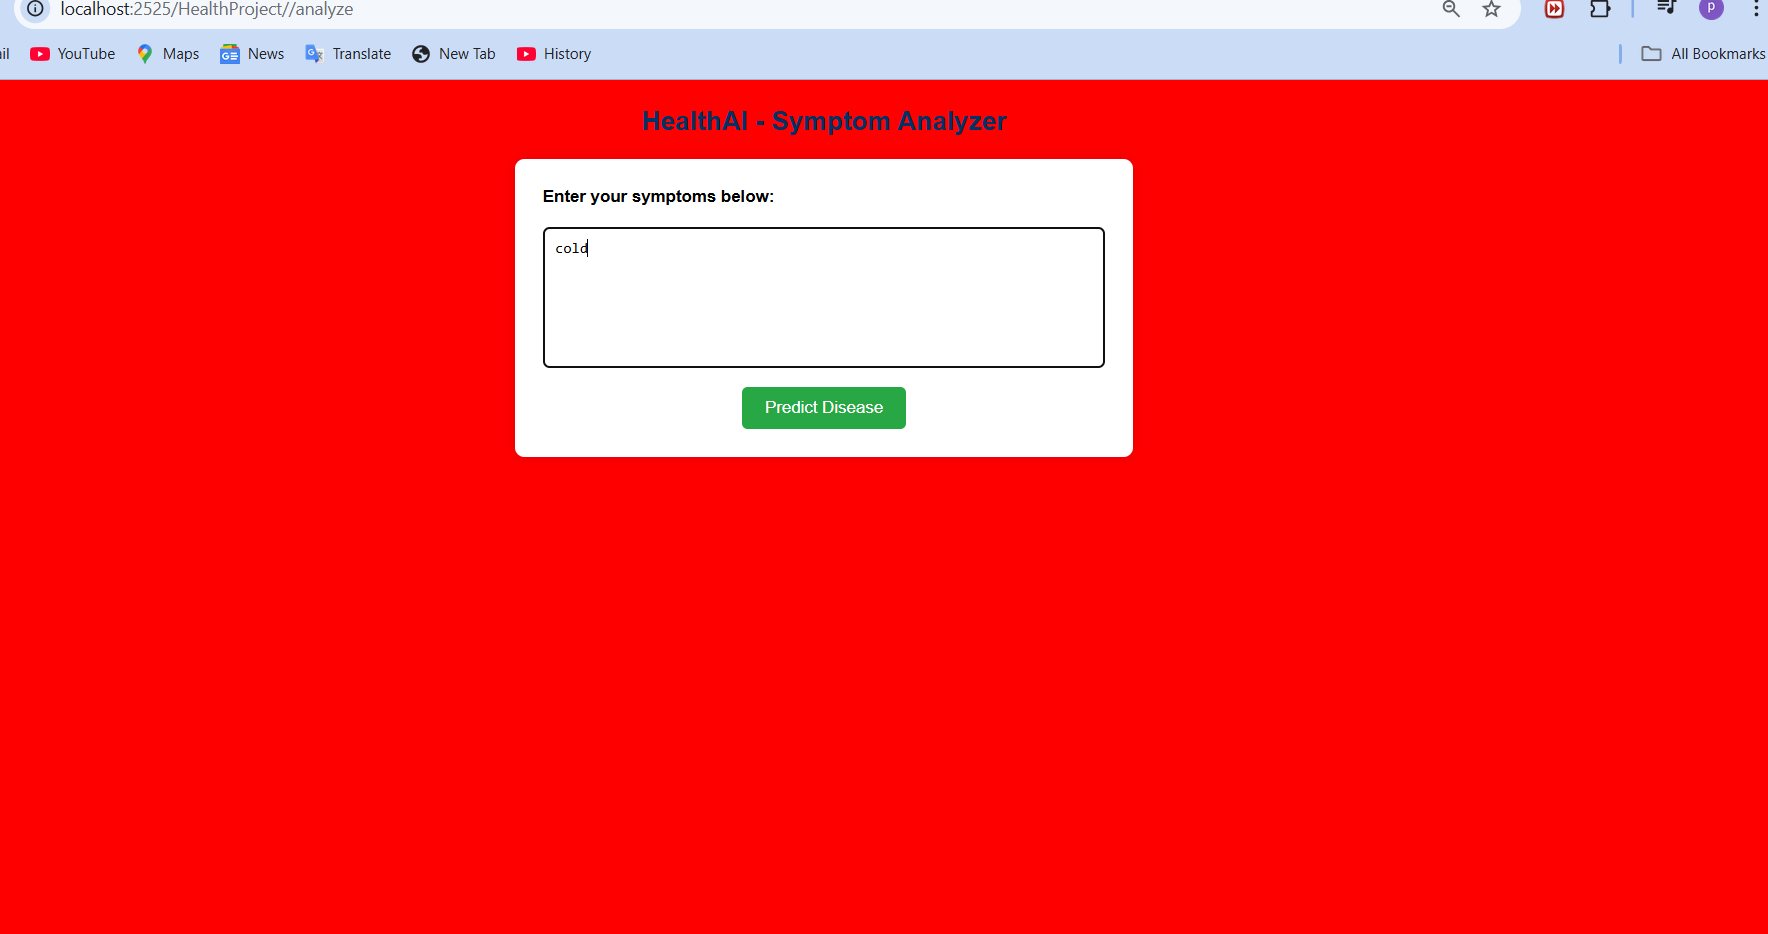 localhost:2525/HealthProject//analyze
p
il YouTube Maps GE News G Translate New Tab History All Bookmarks
HealthAI - Symptom Analyzer
Enter your symptoms below:
cold
Predict Disease